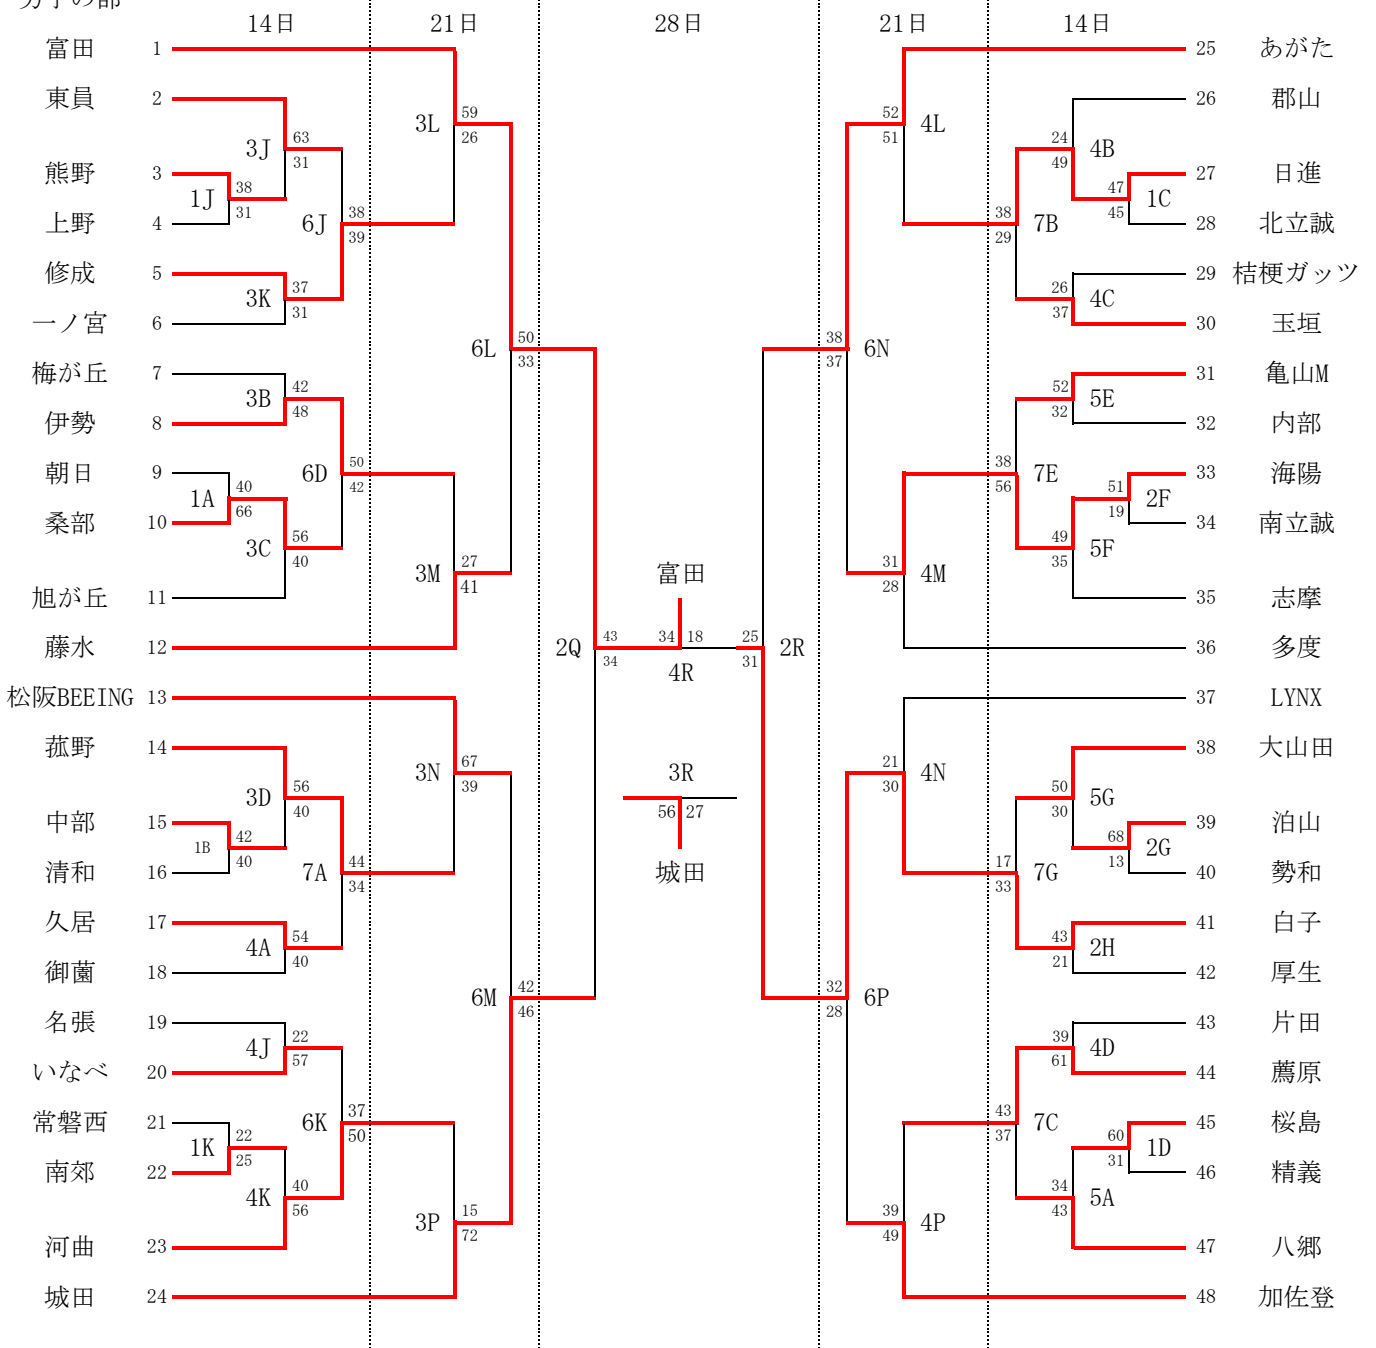 男子の部
14日 21日 28日 21日 14日
富田 1 25 あがた
東員 2 26 郡山
59 52
3L 4L
26 51
63 24
3J 4B
31 49
熊野 3 27 日進
38 47
1J 1C
31 45
上野 4 28 北立誠
38 38
6J 7B
39 29
修成 5 29 桔梗ガッツ
37 26
3K 4C
31 37
一ノ宮 6 30 玉垣
50 38
6L 6N
33 37
梅が丘 7 31 亀山M
42 52
3B 5E
48 32
伊勢 8 32 内部
50 38
6D 7E
42 56
朝日 9 33 海陽
40 51
1A 2F
66 19
桑部 10 34 南立誠
56 49
3C 5F
40 35
27 31
3M 富田 4M
41 28
旭が丘 11 35 志摩
43 34 18 25
藤水 12 2Q 2R 36 多度
34 4R 31
松阪BEEING 13 37 LYNX
菰野 14 38 大山田
67 21
3N 3R 4N
39 30
56 50
3D 5G
40 56 27 30
中部 15 39 泊山
42 68
1B 2G
40 13
清和 16 城田 40 勢和
44 17
7A 7G
34 33
久居 17 41 白子
54 43
4A 2H
40 21
御薗 18 42 厚生
42 32
6M 6P
46 28
名張 19 43 片田
22 39
4J 4D
57 61
いなべ 20 44 薦原
37 43
6K 7C
50 37
常磐西 21 45 桜島
22 60
1K 1D
25 31
南郊 22 46 精義
40 34
4K 5A
56 43
15 39
3P 4P
72 49
河曲 23 47 八郷
城田 24 48 加佐登